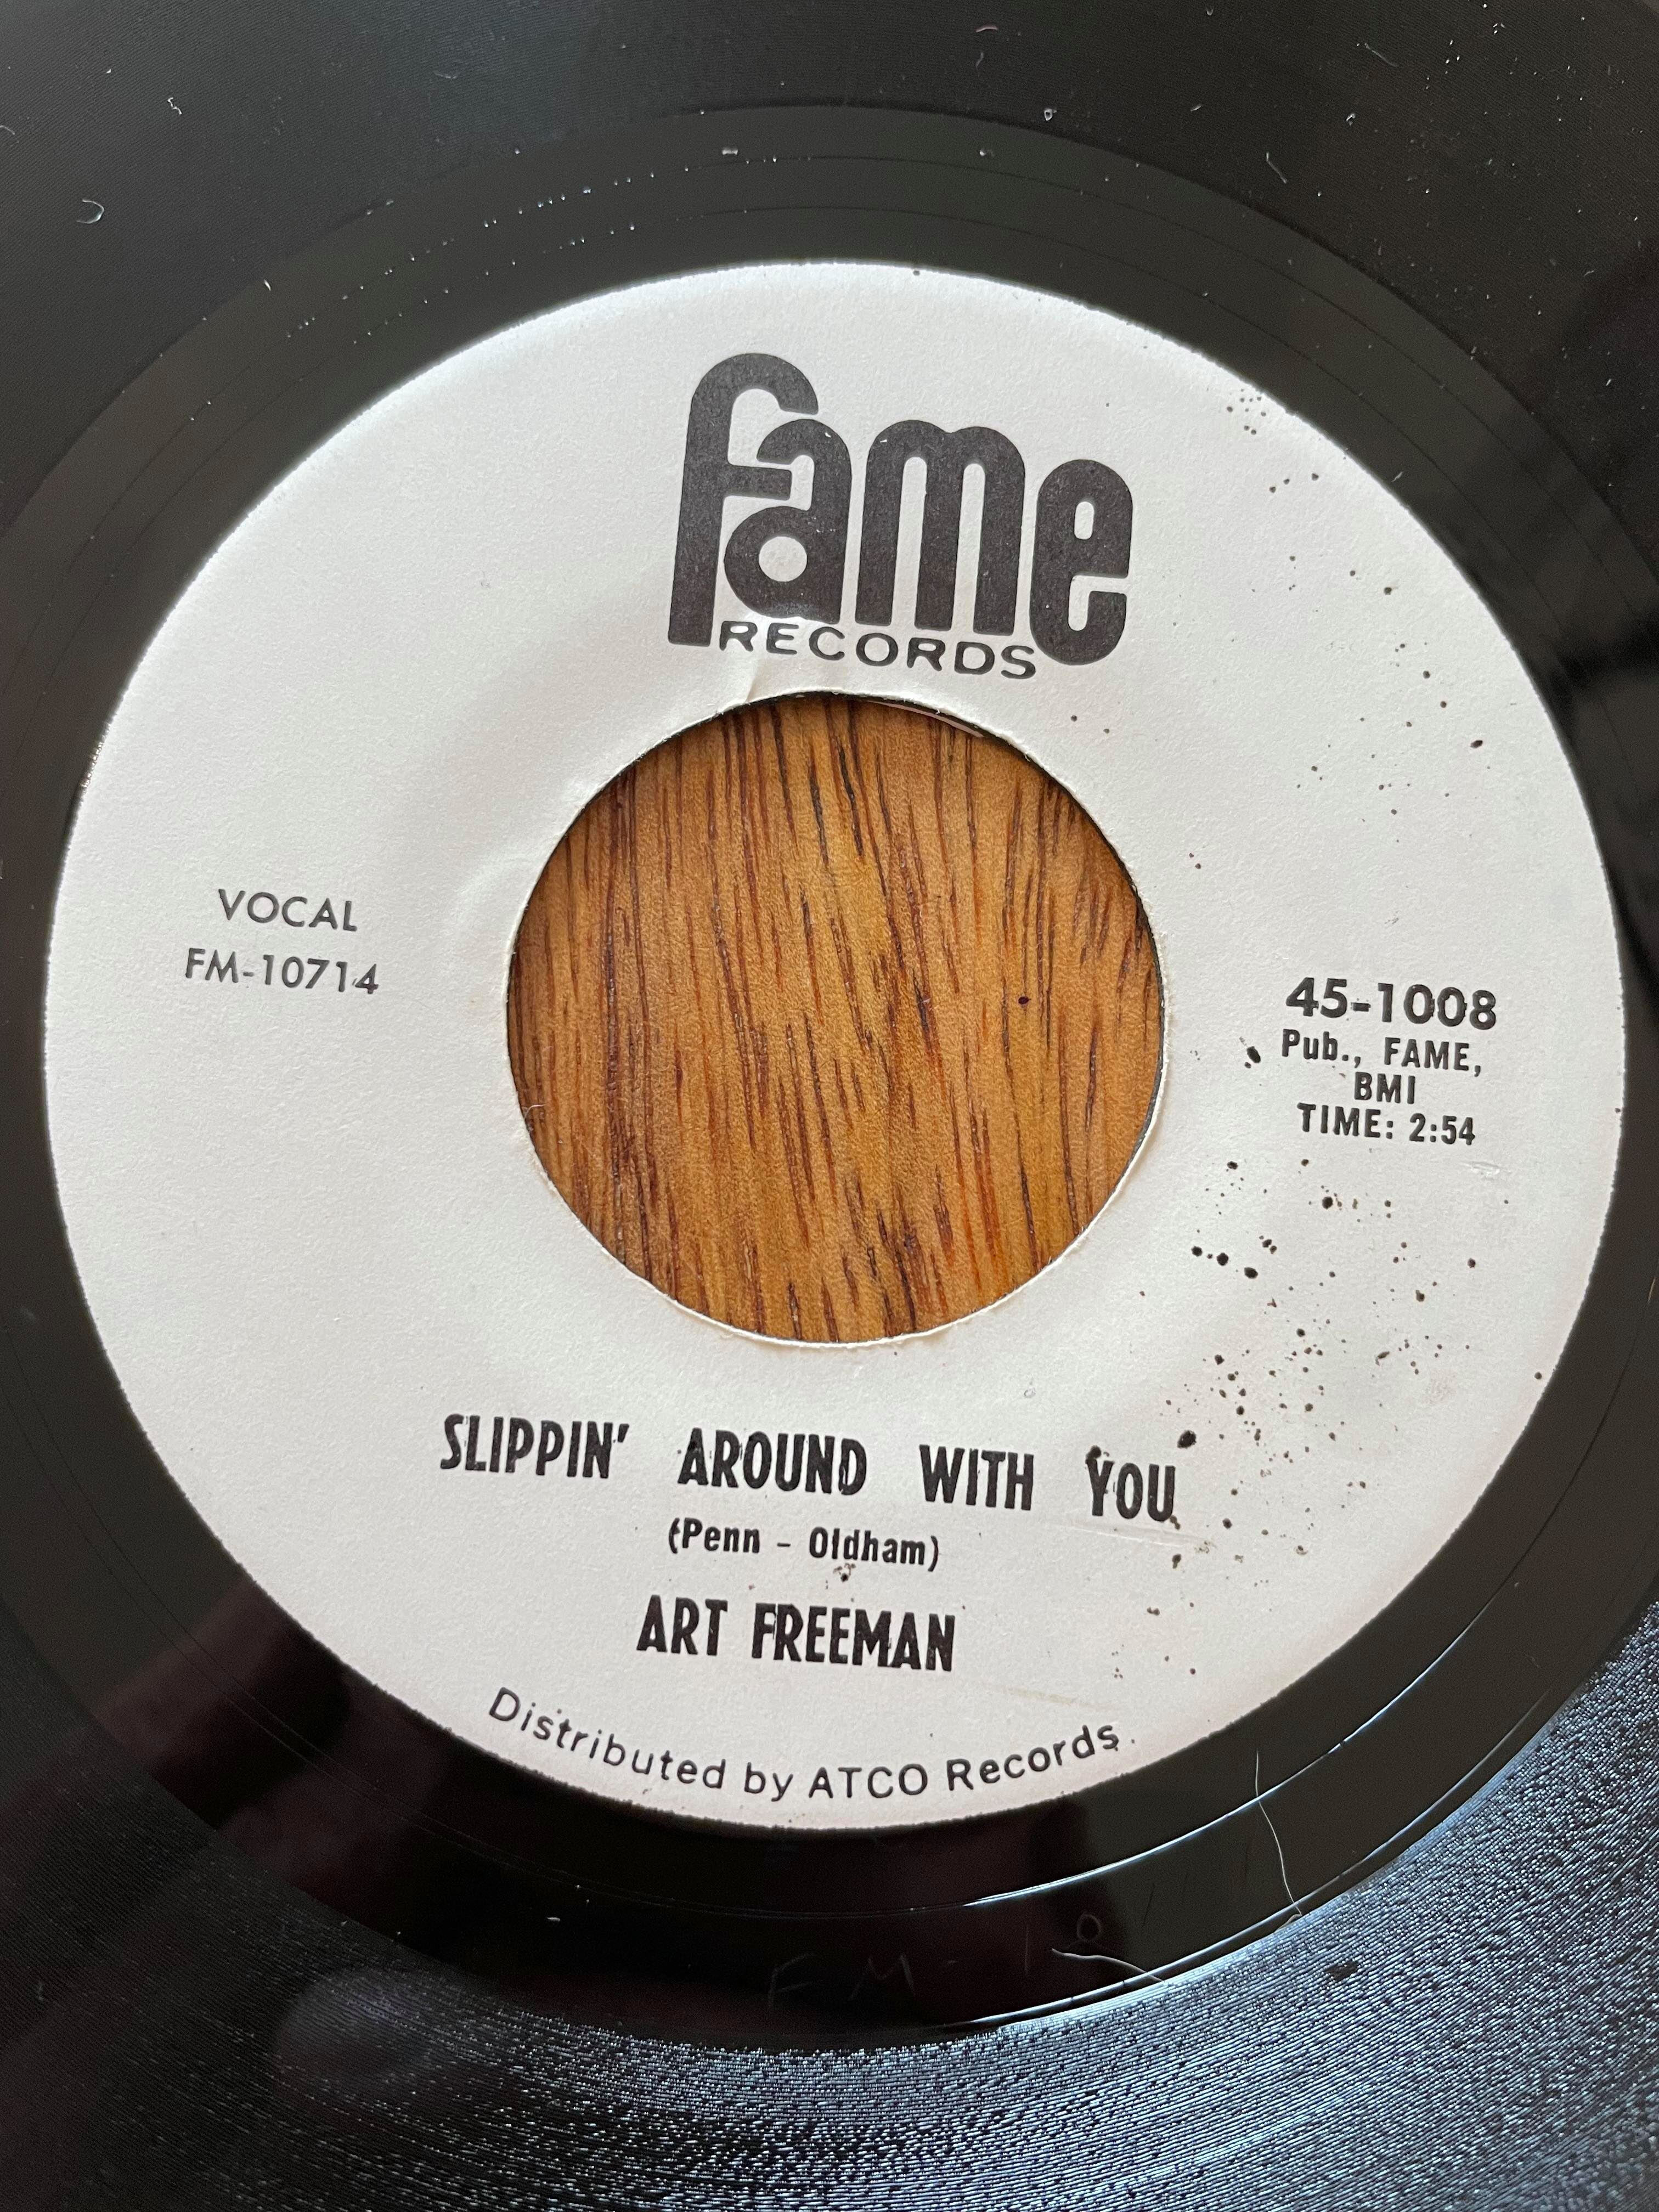 fame
RECORDS
VOCAL
FM-10714
45-1008
Pub., FAME,
BMI
TIME: 2:54
SLIPPIN' AROUND WITH YOU
(Penn - Oldham)
ART FREEMAN
Distributed by ATCO Records.